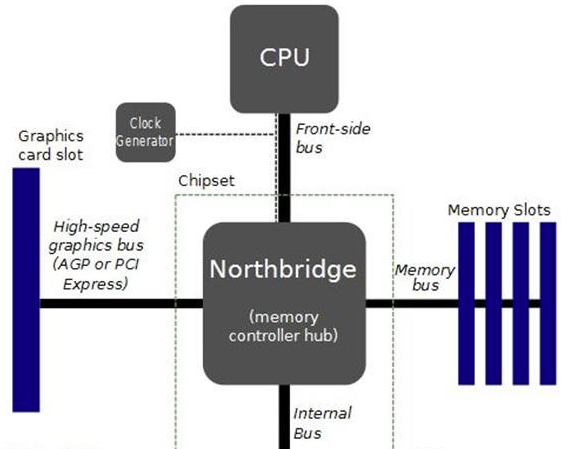 CPU
Clock
Generator
Front-side
bus
Graphics
card slot
Chipset
High-speed
graphics bus
(AGP or PCI
Express)
Memory Slots
Northbridge
(memory
controller hub)
Memory
bus
Internal
Bus